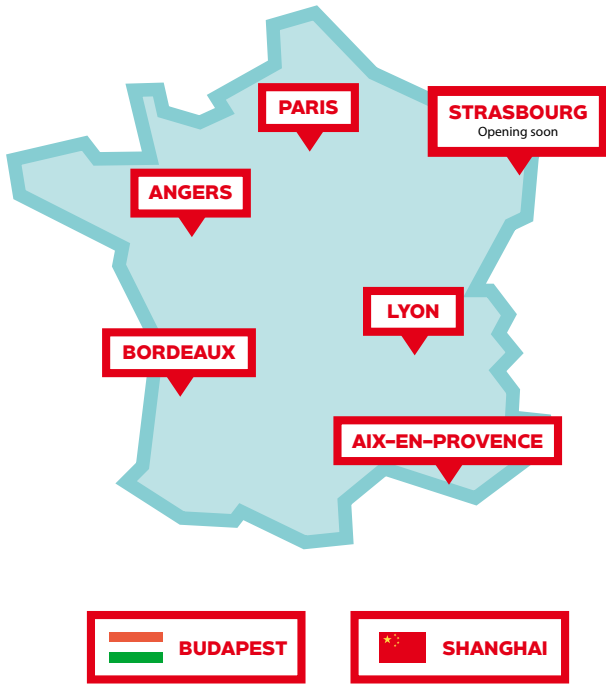 PARIS
STRASBOURG
Opening soon
ANGERS
LYON
BORDEAUX
AIX-EN-PROVENCE
BUDAPEST
SHANGHAI